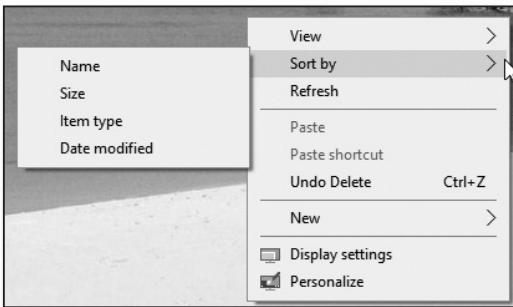 View
Sort by
Refresh
Paste
Paste shortcut
Undo Delete Ctrl+Z
New
Display settings
Personalize
Name
Size
Item type
Date modified